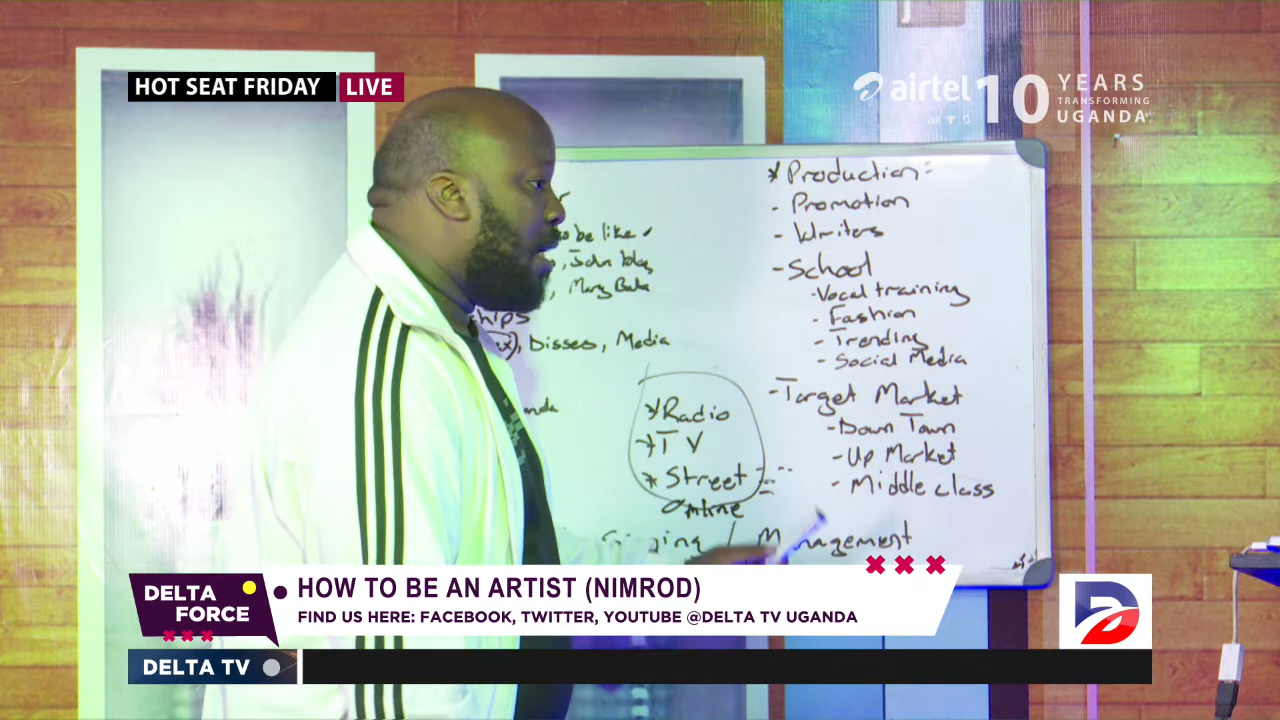 HOT SEAT FRIDAY LIVE
airtel 10 YEARS
TRANSFORMING
UGANDA
* Production:
- Promotion
- Writers
- School
- Vocal training
- Fashion
- Trending
- Social Media
- Target Market
- Down Town
- Up Market
- Middle class
to be like
Disses, Media
* Radio
* TV
* Street
Online
/ Management
DELTA
FORCE
HOW TO BE AN ARTIST (NIMROD)
FIND US HERE: FACEBOOK, TWITTER, YOUTUBE @DELTA TV UGANDA
DELTA TV